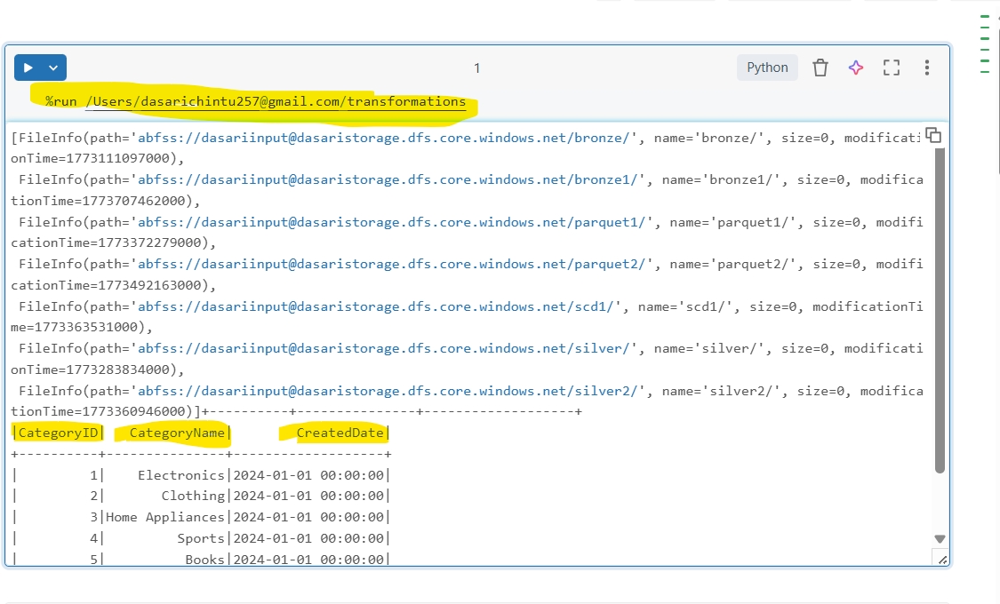 1
Python
%run /Users/dasarichintu257@gmail.com/transformations
[FileInfo(path='abfss://dasariinput@dasaristorage.dfs.core.windows.net/bronze/', name='bronze/', size=0, modificati
onTime=1773111097000),
FileInfo(path='abfss://dasariinput@dasaristorage.dfs.core.windows.net/bronze1/', name='bronze1/', size=0, modifica
tionTime=1773707462000),
FileInfo(path='abfss://dasariinput@dasaristorage.dfs.core.windows.net/parquet1/', name='parquet1/', size=0, modifi
cationTime=1773372279000),
FileInfo(path='abfss://dasariinput@dasaristorage.dfs.core.windows.net/parquet2/', name='parquet2/', size=0, modifi
cationTime=1773492163000),
FileInfo(path='abfss://dasariinput@dasaristorage.dfs.core.windows.net/scd1/', name='scd1/', size=0, modificationTi
me=1773363531000),
FileInfo(path='abfss://dasariinput@dasaristorage.dfs.core.windows.net/silver/', name='silver/', size=0, modificati
onTime=1773283834000),
FileInfo(path='abfss://dasariinput@dasaristorage.dfs.core.windows.net/silver2/', name='silver2/', size=0, modifica
tionTime=1773360946000)]+----------+---------------+-------------------+
|CategoryID|   CategoryName|        CreatedDate|
+----------+---------------+-------------------+
|         1|    Electronics|2024-01-01 00:00:00|
|         2|       Clothing|2024-01-01 00:00:00|
|         3|Home Appliances|2024-01-01 00:00:00|
|         4|         Sports|2024-01-01 00:00:00|
|         5|          Books|2024-01-01 00:00:00|